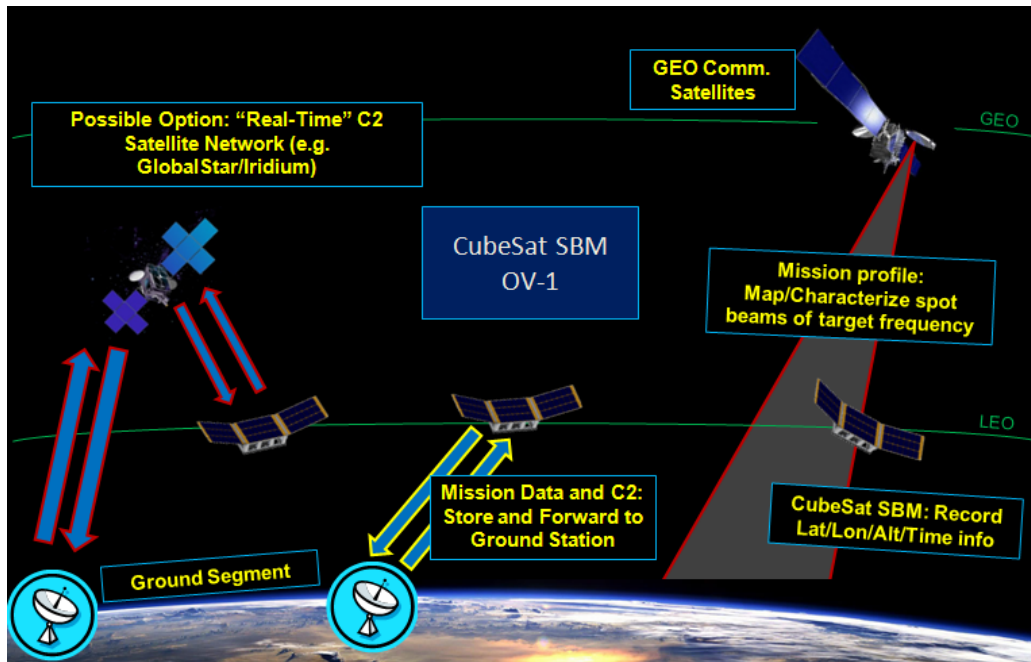 GEO Comm.
Satellites
Possible Option: “Real-Time” C2
Satellite Network (e.g.
GlobalStar/Iridium)
GEO
CubeSat SBM
OV-1
Mission profile:
Map/Characterize spot
beams of target frequency
LEO
Mission Data and C2:
Store and Forward to
Ground Station
CubeSat SBM: Record
Lat/Lon/Alt/Time info
Ground Segment